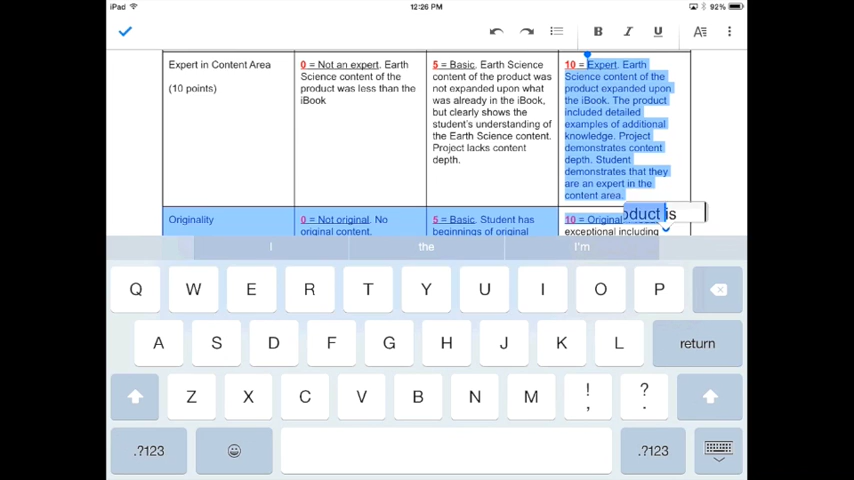 iPad
12:26 PM
92%
B I U A
Expert in Content Area
(10 points)
0 = Not an expert. Earth
Science content of the
product was less than the
iBook
5 = Basic. Earth Science
content of the product was
not expanded upon what
was already in the iBook,
but clearly shows the
student's understanding of
the Earth Science content.
Project lacks content
depth.
10 = Expert. Earth
Science content of the
product expanded upon
the iBook. The product
included detailed
examples of additional
knowledge. Project
demonstrates content
depth. Student
demonstrates that they
are an expert in the
content area.
oduct is
Originality
0 = Not original. No
original content.
5 = Basic. Student has
beginnings of original
10 = Original
exceptional including
I the I'm
Q W E R T Y U I O P
A S D F G H J K L return
Z X C V B N M ! , ? .
.?123 .?123